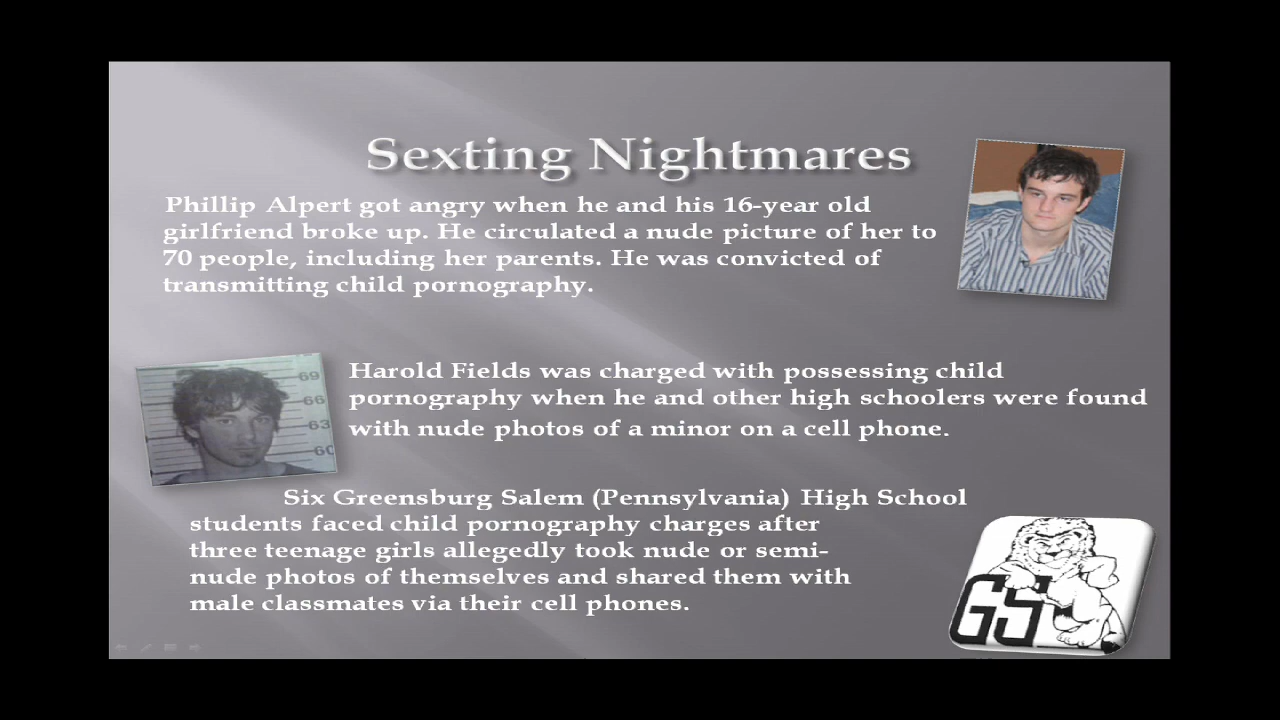 Sexting Nightmares
Phillip Alpert got angry when he and his 16-year old
girlfriend broke up. He circulated a nude picture of her to
70 people, including her parents. He was convicted of
transmitting child pornography.
Harold Fields was charged with possessing child
pornography when he and other high schoolers were found
with nude photos of a minor on a cell phone.
69
66
63
60
Six Greensburg Salem (Pennsylvania) High School
students faced child pornography charges after
three teenage girls allegedly took nude or semi-
nude photos of themselves and shared them with
male classmates via their cell phones.
GS